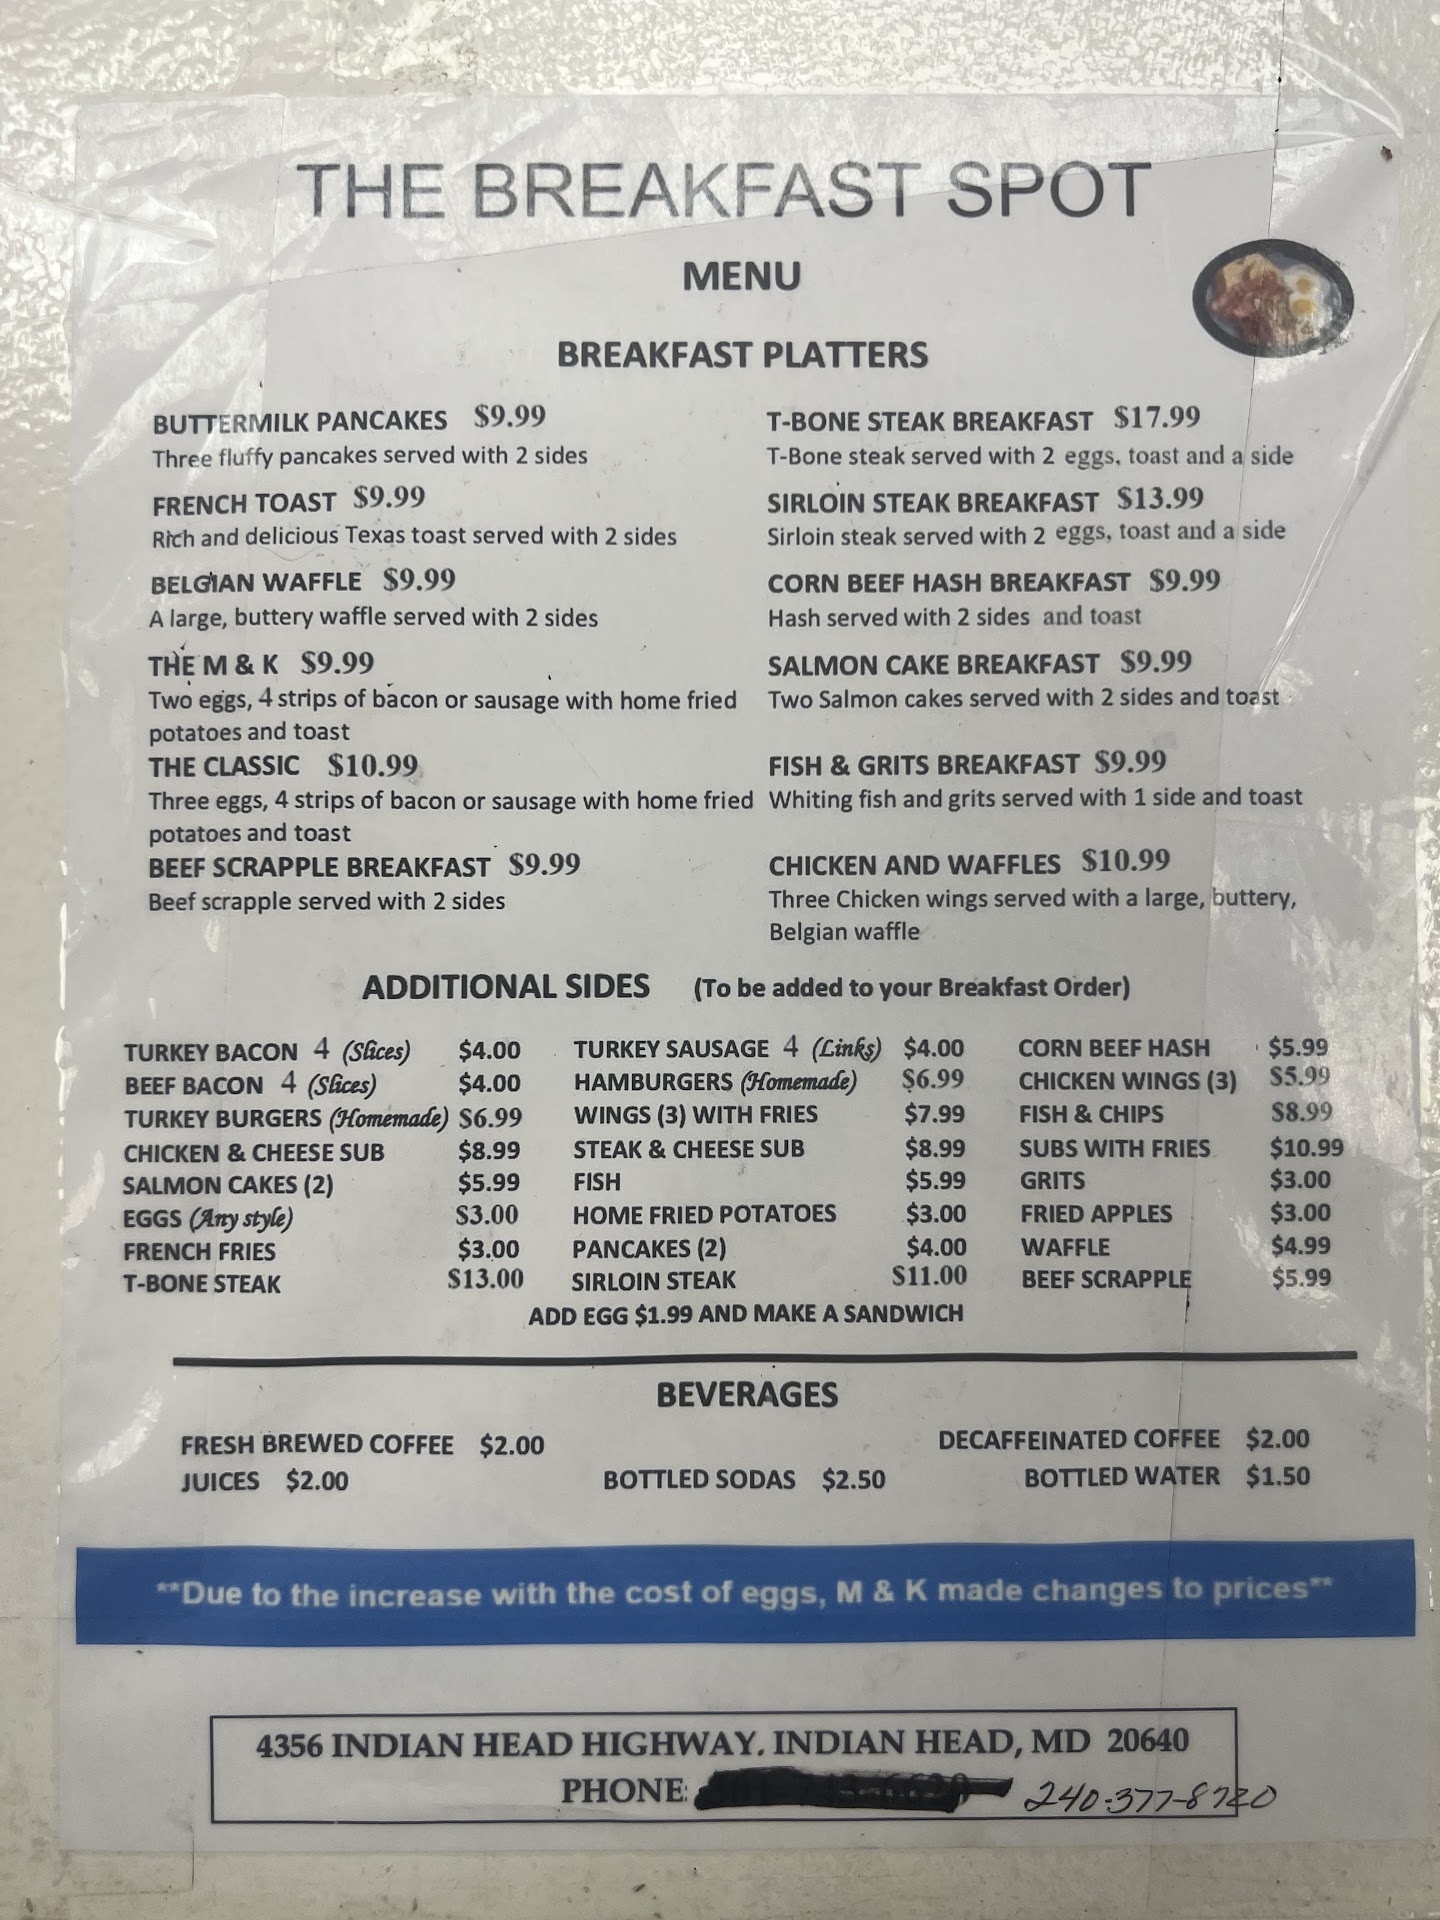 THE BREAKFAST SPOT
MENU
BREAKFAST PLATTERS
BUTTERMILK PANCAKES $9.99
Three fluffy pancakes served with 2 sides
FRENCH TOAST $9.99
Rich and delicious Texas toast served with 2 sides
BELGIAN WAFFLE $9.99
A large, buttery waffle served with 2 sides
THE M & K $9.99
Two eggs, 4 strips of bacon or sausage with home fried
potatoes and toast
THE CLASSIC $10.99
Three eggs, 4 strips of bacon or sausage with home fried
potatoes and toast
BEEF SCRAPPLE BREAKFAST $9.99
Beef scrapple served with 2 sides
T-BONE STEAK BREAKFAST $17.99
T-Bone steak served with 2 eggs, toast and a side
SIRLOIN STEAK BREAKFAST $13.99
Sirloin steak served with 2 eggs, toast and a side
CORN BEEF HASH BREAKFAST $9.99
Hash served with 2 sides and toast
SALMON CAKE BREAKFAST $9.99
Two Salmon cakes served with 2 sides and toast
FISH & GRITS BREAKFAST $9.99
Whiting fish and grits served with 1 side and toast
CHICKEN AND WAFFLES $10.99
Three Chicken wings served with a large, buttery,
Belgian waffle
ADDITIONAL SIDES (To be added to your Breakfast Order)
TURKEY BACON 4 (Slices) $4.00
BEEF BACON 4 (Slices) $4.00
TURKEY BURGERS (Homemade) $6.99
CHICKEN & CHEESE SUB $8.99
SALMON CAKES (2) $5.99
EGGS (Any style) $3.00
FRENCH FRIES $3.00
T-BONE STEAK $13.00
TURKEY SAUSAGE 4 (Links) $4.00
HAMBURGERS (Homemade) $6.99
WINGS (3) WITH FRIES $7.99
STEAK & CHEESE SUB $8.99
FISH $5.99
HOME FRIED POTATOES $3.00
PANCAKES (2) $4.00
SIRLOIN STEAK $11.00
CORN BEEF HASH $5.99
CHICKEN WINGS (3) $5.99
FISH & CHIPS $8.99
SUBS WITH FRIES $10.99
GRITS $3.00
FRIED APPLES $3.00
WAFFLE $4.99
BEEF SCRAPPLE $5.99
ADD EGG $1.99 AND MAKE A SANDWICH
BEVERAGES
FRESH BREWED COFFEE $2.00
DECAFFEINATED COFFEE $2.00
JUICES $2.00
BOTTLED SODAS $2.50
BOTTLED WATER $1.50
**Due to the increase with the cost of eggs, M & K made changes to prices**
4356 INDIAN HEAD HIGHWAY. INDIAN HEAD, MD 20640
PHONE: 240-377-8720